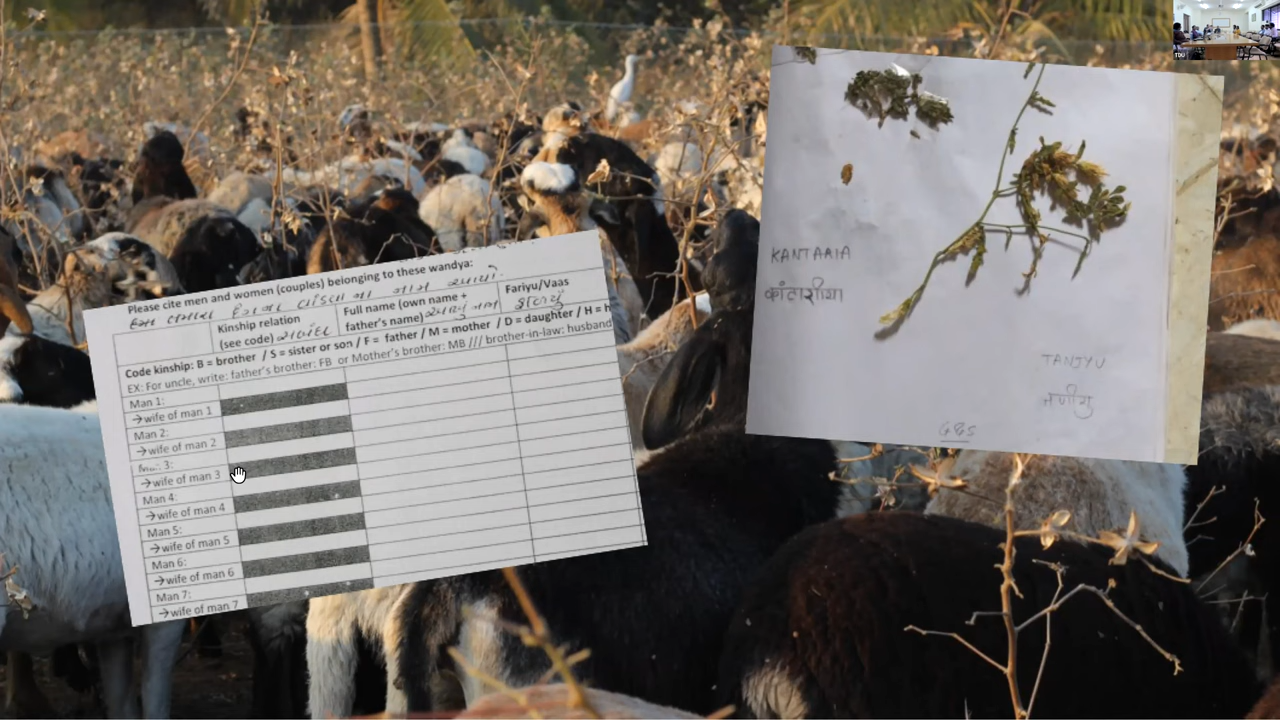 Please cite men and women (couples) belonging to these wandya:
Kinship relation
(see code)
Full name (own name +
father's name)
Fariyu/Vaas
Code kinship: B = brother / S = sister or son / F = father / M = mother / D = daughter / H = h
EX: For uncle, write: father's brother: FB or Mother's brother: MB /// brother-in-law: husband
Man 1:
→wife of man 1
Man 2:
→wife of man 2
3:
→wife of man 3
Man 4:
→wife of man 4
Man 5:
→wife of man 5
Man 6:
→wife of man 6
Man 7:
→wife of man 7
KANTARIA
TANJYU
TDU